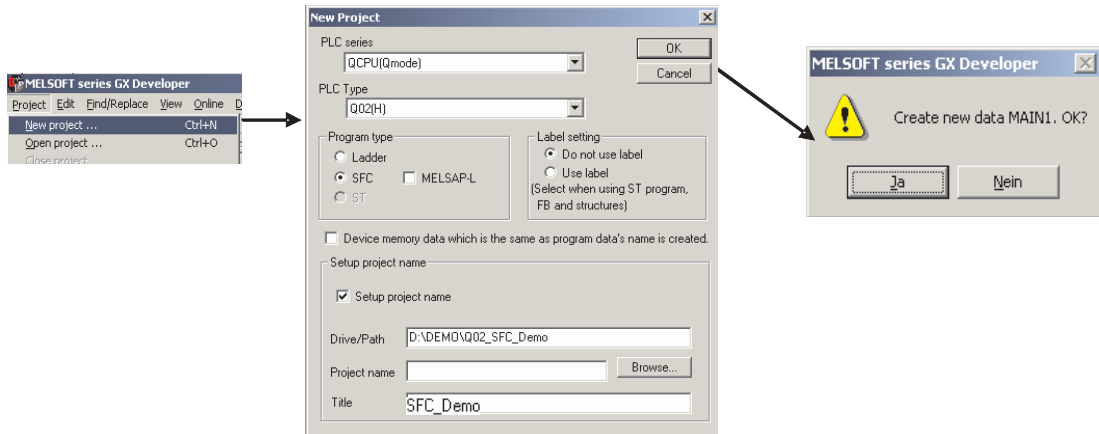 MELSOFT series GX Developer
Project Edit Find/Replace View Online D
New project ... Ctrl+N
Open project ... Ctrl+O
Close project
New Project
PLC series
QCPU(Qmode)
OK
Cancel
PLC Type
Q02(H)
Program type
Ladder
SFC
MELSAP-L
ST
Label setting
Do not use label
Use label
(Select when using ST program,
FB and structures)
Device memory data which is the same as program data's name is created.
Setup project name
Setup project name
Drive/Path D:\DEMO\Q02_SFC_Demo
Project name
Browse...
Title SFC_Demo
MELSOFT series GX Developer
Create new data MAIN1. OK?
Ja
Nein